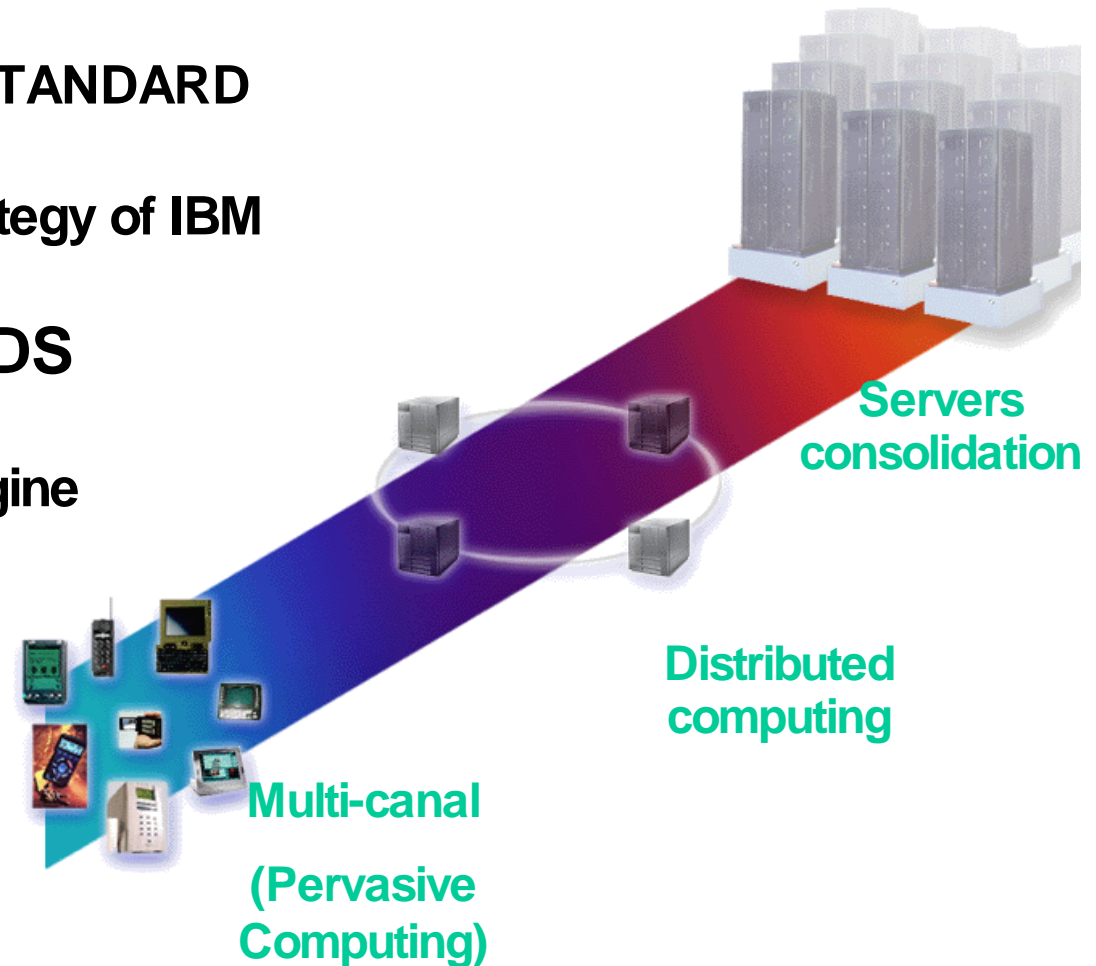 TANDARD
tegy of IBM
DS
gine
Servers
consolidation
Distributed
computing
Multi-canal
(Pervasive
Computing)